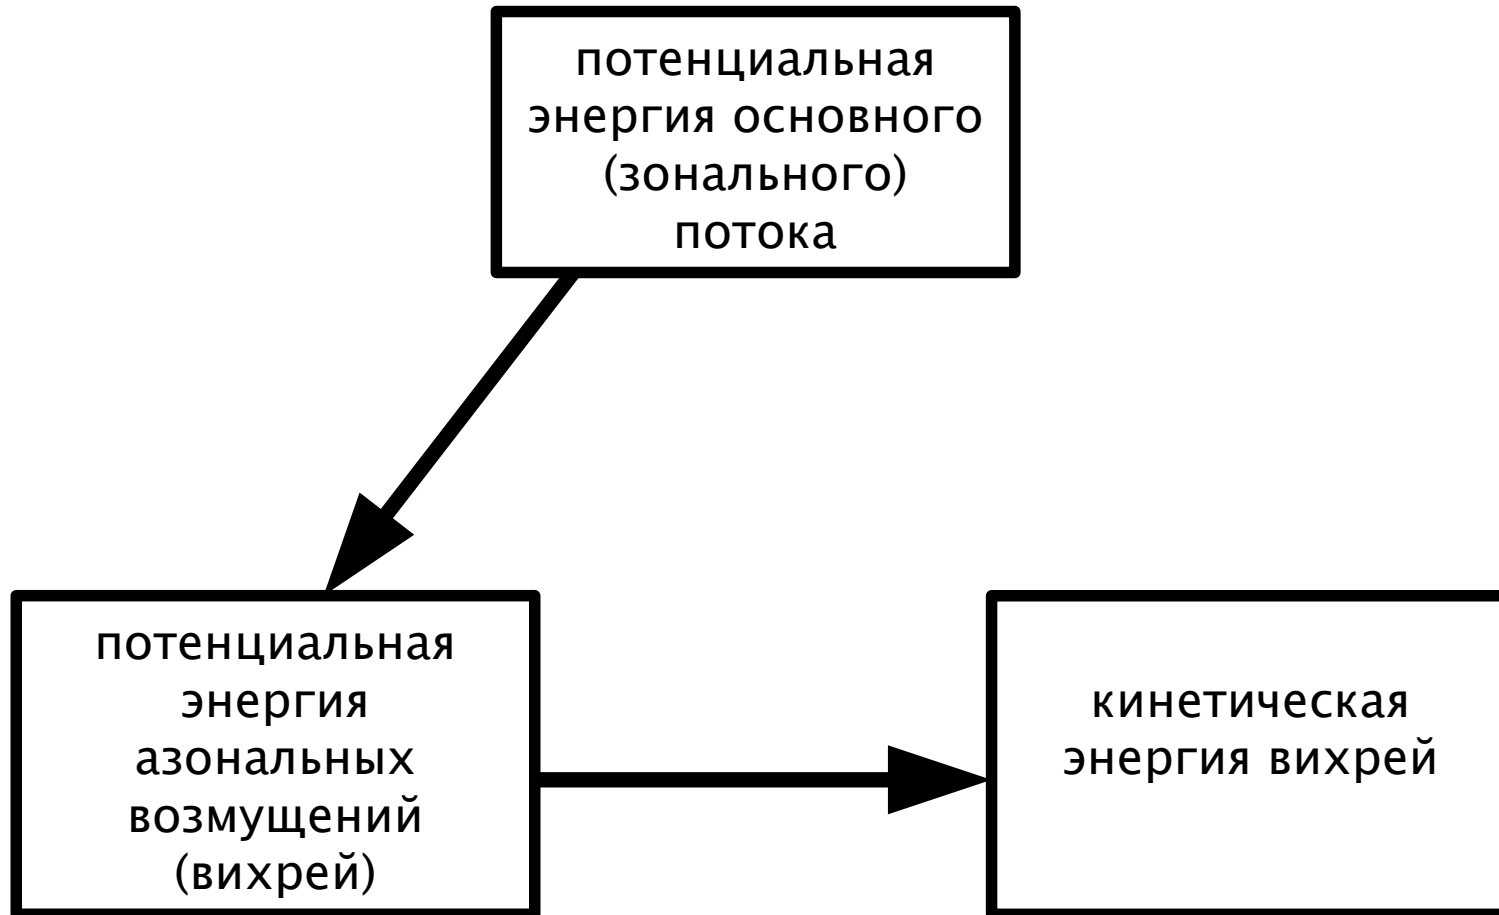 потенциальная
энергия основного
(зонального)
потока
потенциальная
энергия
азональных
возмущений
(вихрей)
кинетическая
энергия вихрей